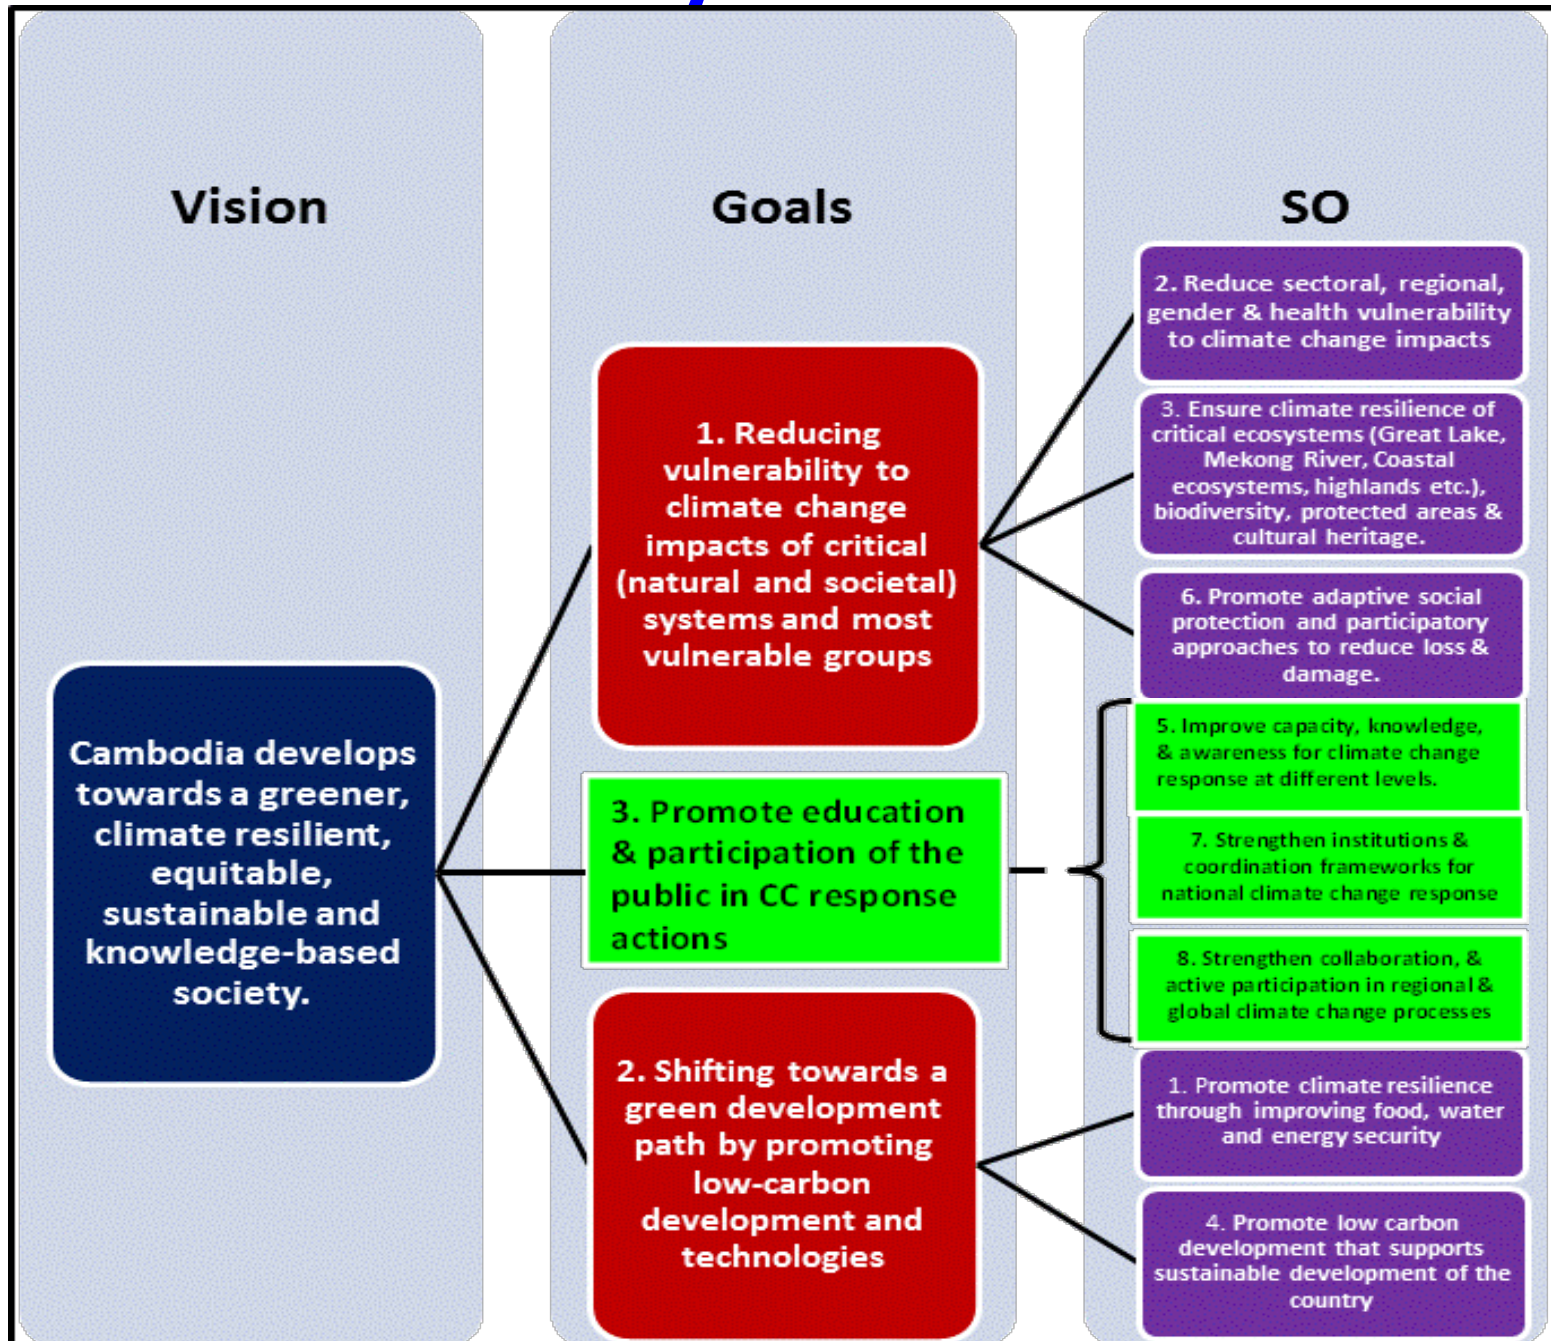 Vision
Goals
SO
Cambodia develops
towards a greener,
climate resilient,
equitable,
sustainable and
knowledge-based
society.
1. Reducing
vulnerability to
climate change
impacts of critical
(natural and societal)
systems and most
vulnerable groups
3. Promote education
& participation of the
public in CC response
actions
2. Shifting towards a
green development
path by promoting
low-carbon
development and
technologies
2. Reduce sectoral, regional,
gender & health vulnerability
to climate change impacts
3. Ensure climate resilience of
critical ecosystems (Great Lake,
Mekong River, Coastal
ecosystems, highlands etc.),
biodiversity, protected areas &
cultural heritage.
6. Promote adaptive social
protection and participatory
approaches to reduce loss &
damage.
5. Improve capacity, knowledge,
& awareness for climate change
response at different levels.
7. Strengthen institutions &
coordination frameworks for
national climate change response
8. Strengthen collaboration, &
active participation in regional &
global climate change processes
1. Promote climate resilience
through improving food, water
and energy security
4. Promote low carbon
development that supports
sustainable development of the
country